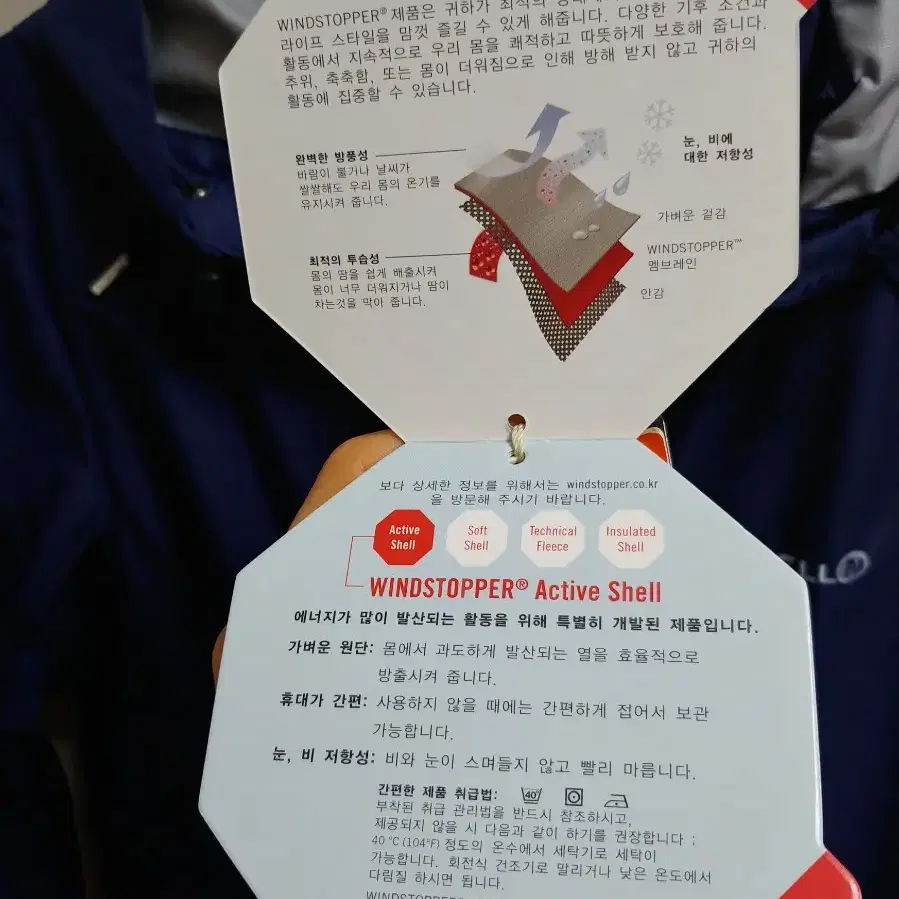 WINDSTOPPER® 제품은 귀하가 최적의
라이프 스타일을 맘껏 즐길 수 있게 해줍니다. 다양한 기후 조건과
활동에서 지속적으로 우리 몸을 쾌적하고 따뜻하게 보호해 줍니다.
추위, 축축함, 또는 몸이 더워짐으로 인해 방해 받지 않고 귀하의
활동에 집중할 수 있습니다.
완벽한 방풍성
바람이 불거나 날씨가
쌀쌀해도 우리 몸의 온기를
유지시켜 줍니다.
눈, 비에
대한 저항성
가벼운 겉감
WINDSTOPPER™
멤브레인
안감
최적의 투습성
몸의 땀을 쉽게 배출시켜
몸이 너무 더워지거나 땀이
차는것을 막아 줍니다.
보다 상세한 정보를 위해서는 windstopper.co.kr
을 방문해 주시기 바랍니다.
Active
Shell
Soft
Shell
Technical
Fleece
Insulated
Shell
WINDSTOPPER® Active Shell
에너지가 많이 발산되는 활동을 위해 특별히 개발된 제품입니다.
가벼운 원단: 몸에서 과도하게 발산되는 열을 효율적으로
방출시켜 줍니다.
휴대가 간편: 사용하지 않을 때에는 간편하게 접어서 보관
가능합니다.
눈, 비 저항성: 비와 눈이 스며들지 않고 빨리 마릅니다.
간편한 제품 취급법: 40°
부착된 취급 관리법을 반드시 참조하시고,
제공되지 않을 시 다음과 같이 하기를 권장합니다 ;
40 °C (104°F) 정도의 온수에서 세탁기로 세탁이
가능합니다. 회전식 건조기로 말리거나 낮은 온도에서
다림질 하시면 됩니다.
WINDSTOPPER